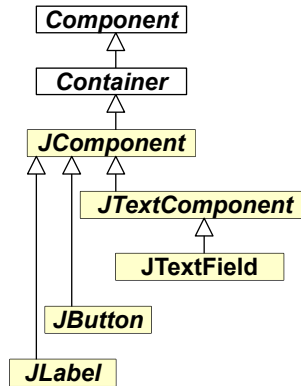 Component
Container
JComponent
JTextComponent
JTextField
JButton
JLabel